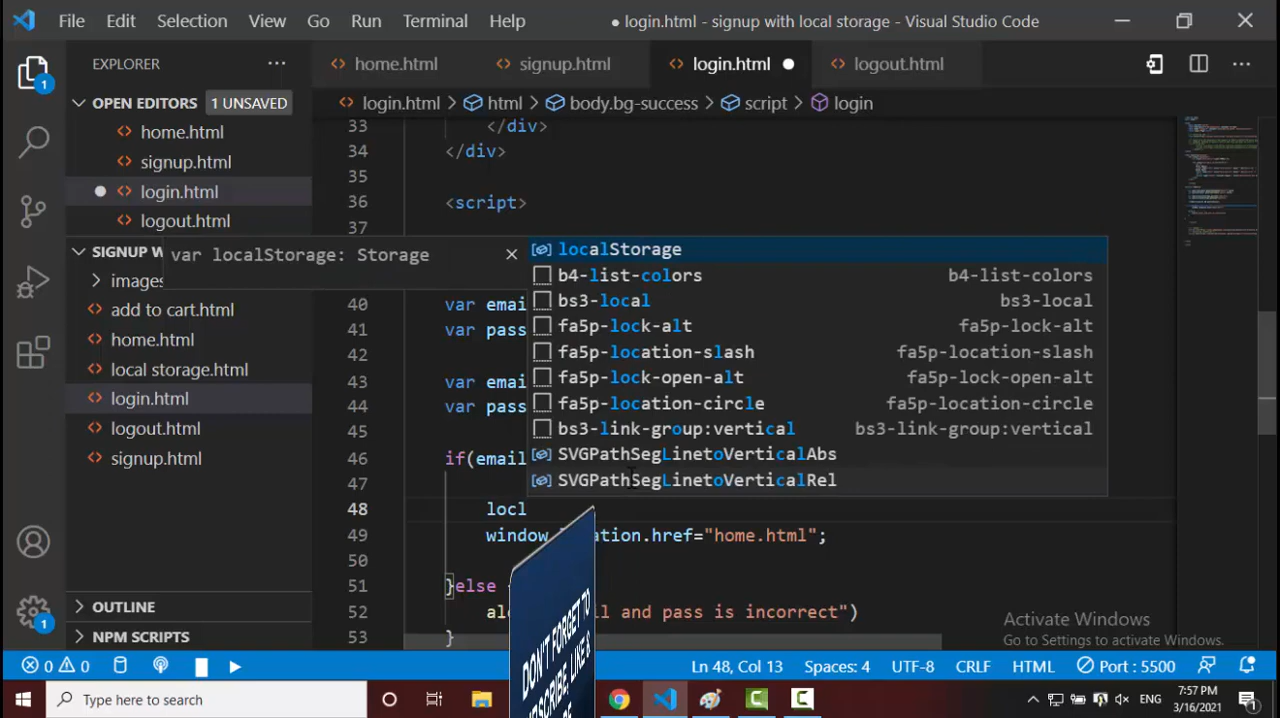 File Edit Selection View Go Run Terminal Help
● login.html - signup with local storage - Visual Studio Code
EXPLORER
home.html signup.html login.html logout.html
OPEN EDITORS 1 UNSAVED
login.html > html > body.bg-success > script > login
home.html
signup.html
login.html
logout.html
SIGNUP W
images
add to cart.html
home.html
local storage.html
login.html
logout.html
signup.html
OUTLINE
NPM SCRIPTS
33 </div>
34 </div>
35
36 <script>
37
var localStorage: Storage
localStorage
b4-list-colors b4-list-colors
bs3-local bs3-local
fa5p-lock-alt fa5p-lock-alt
fa5p-location-slash fa5p-location-slash
fa5p-lock-open-alt fa5p-lock-open-alt
fa5p-location-circle fa5p-location-circle
bs3-link-group:vertical bs3-link-group:vertical
SVGPathSegLinetoVerticalAbs
SVGPathSegLinetoVerticalRel
40 var emai
41 var pass
42
43 var emai
44 var pass
45
46 if(email
47
48 locl
49 window. ation.href="home.html";
50
51 }else
52 ale ll and pass is incorrect")
53 }
DON'T FORGET TO
SCRIBE, LIKE &
Activate Windows
Go to Settings to activate Windows.
0 0 Ln 48, Col 13 Spaces: 4 UTF-8 CRLF HTML Port : 5500
Type here to search
ENG 7:57 PM
3/16/2021
1